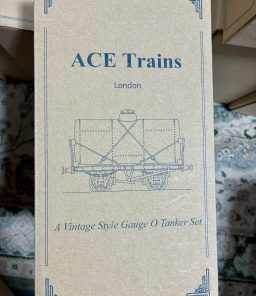 ACE Trains
London
A Vintage Style Gauge O Tanker Set